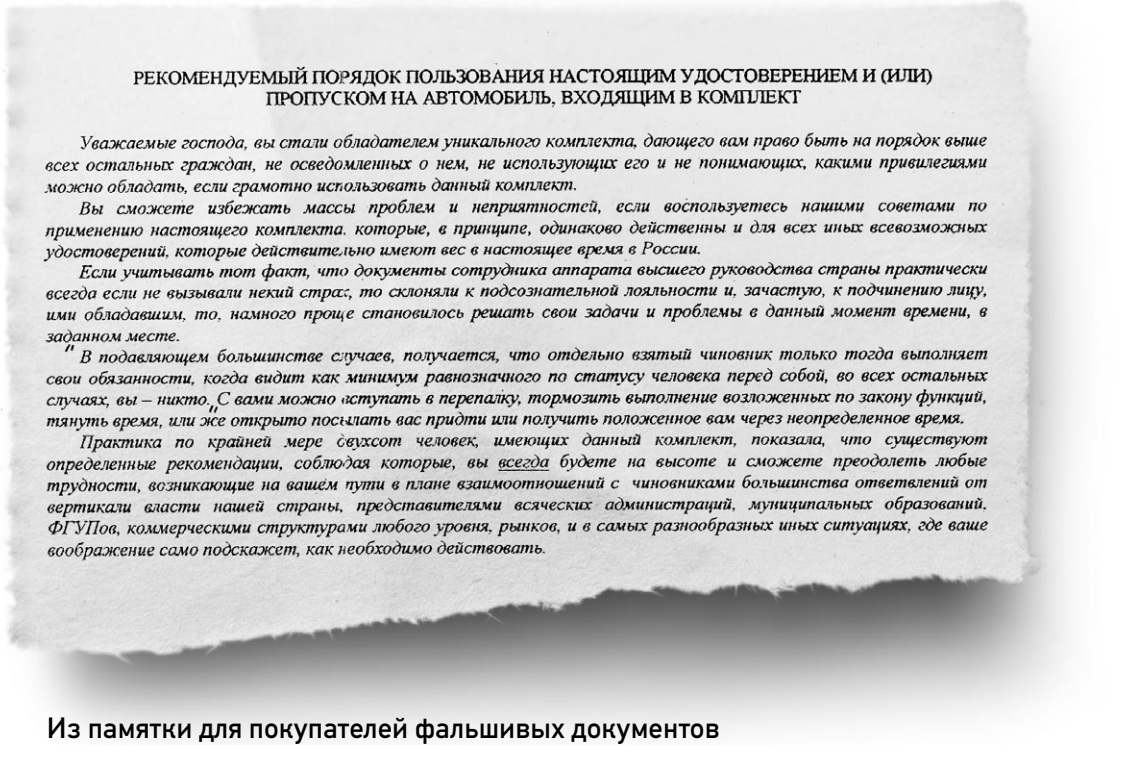 РЕКОМЕНДУЕМЫЙ ПОРЯДОК ПОЛЬЗОВАНИЯ НАСТОЯЩИМ УДОСТОВЕРЕНИЕМ И (ИЛИ)
ПРОПУСКОМ НА АВТОМОБИЛЬ, ВХОДЯЩИМ В КОМПЛЕКТ
Уважаемые господа, вы стали обладателем уникального комплекта, дающего вам право быть на порядок выше
всех остальных граждан, не осведомленных о нем, не использующих его и не понимающих, какими привилегиями
можно обладать, если грамотно использовать данный комплект.
Вы сможете избежать массы проблем и неприятностей, если воспользуетесь нашими советами по
применению настоящего комплекта. которые, в принципе, одинаково действенны и для всех иных всевозможных
удостоверений, которые действительно имеют вес в настоящее время в России.
Если учитывать тот факт, что документы сотрудника аппарата высшего руководства страны практически
всегда если не вызывали некий страх, то склоняли к подсознательной лояльности и, зачастую, к подчинению лицу,
ими обладавшим, то, намного проще становилось решать свои задачи и проблемы в данный момент времени, в
заданном месте.
" В подавляющем большинстве случаев, получается, что отдельно взятый чиновник только тогда выполняет
свои обязанности, когда видит как минимум равнозначного по статусу человека перед собой, во всех остальных
случаях, вы – никто." С вами можно вступать в перепалку, тормозить выполнение возложенных по закону функций,
тянуть время, или же открыто посылать вас придти или получить положенное вам через неопределенное время.
Практика по крайней мере двухсот человек, имеющих данный комплект, показала, что существуют
определенные рекомендации, соблюдая которые, вы всегда будете на высоте и сможете преодолеть любые
трудности, возникающие на вашем пути в плане взаимоотношений с чиновниками большинства ответвлений от
вертикали власти нашей страны, представителями всяческих администраций, муниципальных образований,
ФГУПов, коммерческими структурами любого уровня, рынков, и в самых разнообразных иных ситуациях, где ваше
воображение само подскажет, как необходимо действовать.
Из памятки для покупателей фальшивых документов